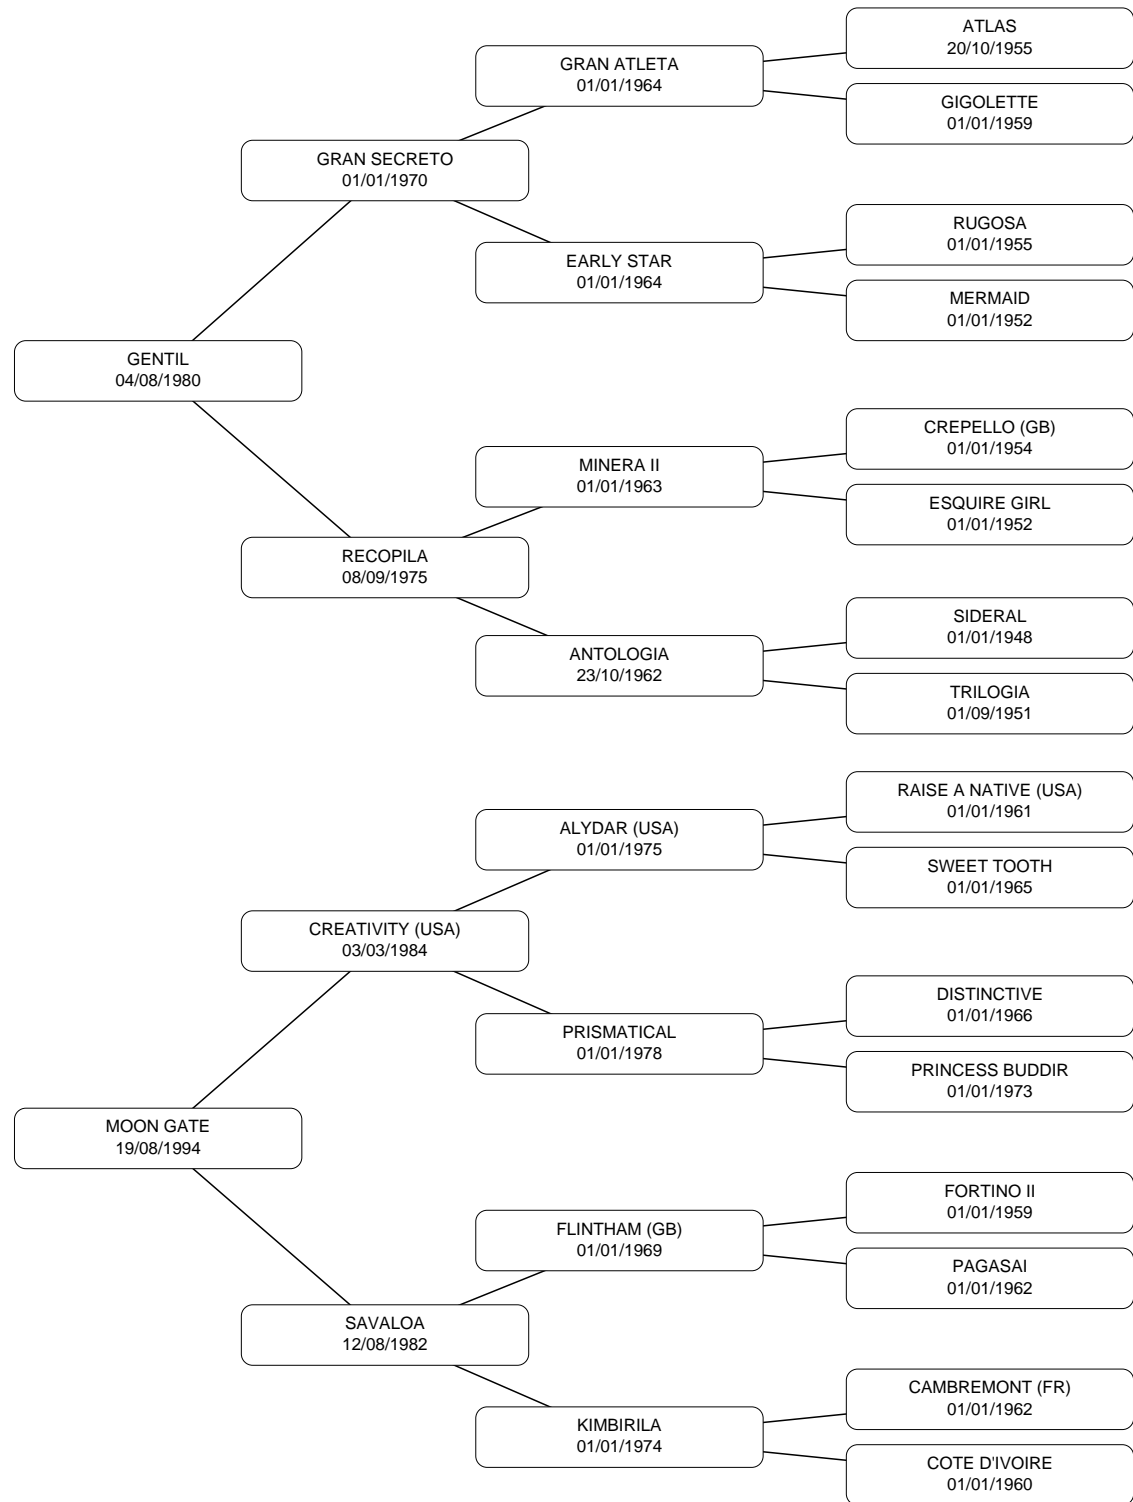 ATLAS
20/10/1955
GRAN ATLETA
01/01/1964
GIGOLETTE
01/01/1959
GRAN SECRETO
01/01/1970
RUGOSA
01/01/1955
EARLY STAR
01/01/1964
MERMAID
01/01/1952
GENTIL
04/08/1980
CREPELLO (GB)
01/01/1954
MINERA II
01/01/1963
ESQUIRE GIRL
01/01/1952
RECOPILA
08/09/1975
SIDERAL
01/01/1948
ANTOLOGIA
23/10/1962
TRILOGIA
01/09/1951
RAISE A NATIVE (USA)
01/01/1961
ALYDAR (USA)
01/01/1975
SWEET TOOTH
01/01/1965
CREATIVITY (USA)
03/03/1984
DISTINCTIVE
01/01/1966
PRISMATICAL
01/01/1978
PRINCESS BUDDIR
01/01/1973
MOON GATE
19/08/1994
FORTINO II
01/01/1959
FLINTHAM (GB)
01/01/1969
PAGASAI
01/01/1962
SAVALOA
12/08/1982
CAMBREMONT (FR)
01/01/1962
KIMBIRILA
01/01/1974
COTE D'IVOIRE
01/01/1960